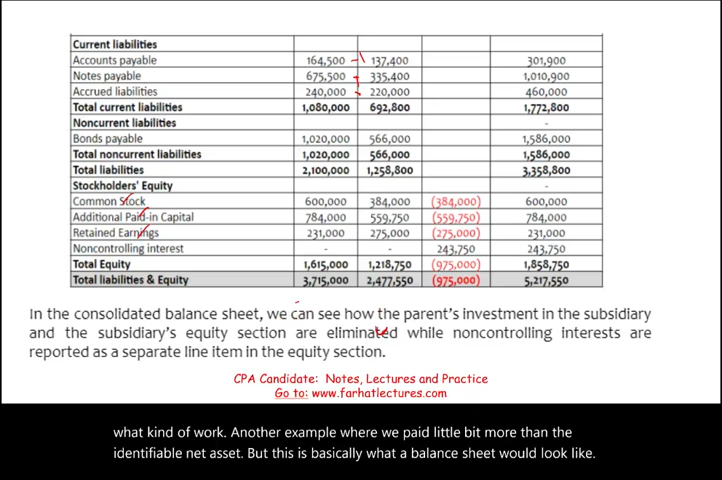 Current liabilities
Accounts payable 164,500 137,400 301,900
Notes payable 675,500 335,400 1,010,900
Accrued liabilities 240,000 220,000 460,000
Total current liabilities 1,080,000 692,800 1,772,800
Noncurrent liabilities -
Bonds payable 1,020,000 566,000 1,586,000
Total noncurrent liabilities 1,020,000 566,000 1,586,000
Total liabilities 2,100,000 1,258,800 3,358,800
Stockholders' Equity -
Common Stock 600,000 384,000 (384,000) 600,000
Additional Paid-in Capital 784,000 559,750 (559,750) 784,000
Retained Earnings 231,000 275,000 (275,000) 231,000
Noncontrolling interest - - 243,750 243,750
Total Equity 1,615,000 1,218,750 (975,000) 1,858,750
Total liabilities & Equity 3,715,000 2,477,550 (975,000) 5,217,550
In the consolidated balance sheet, we can see how the parent's investment in the subsidiary
and the subsidiary's equity section are eliminated while noncontrolling interests are
reported as a separate line item in the equity section.
CPA Candidate: Notes, Lectures and Practice
Go to: www.farhatlectures.com
what kind of work. Another example where we paid little bit more than the
identifiable net asset. But this is basically what a balance sheet would look like.